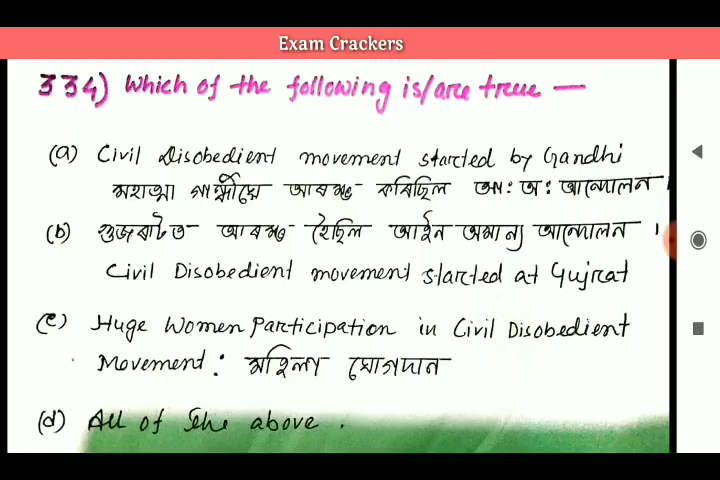 Exam Crackers
334) Which of the following is/are true —
(a) Civil Disobedient movement started by Gandhi
মহাত্মা গান্ধীয়ে আৰম্ভ কৰিছিল আঃ অঃ আন্দোলন।
(b) গুজৰাটত আৰম্ভ হৈছিল আইন অমান্য আন্দোলন।
Civil Disobedient movement started at Gujrat
(c) Huge Women Participation in Civil Disobedient
Movement: মহিলা যোগদান
(d) All of the above.